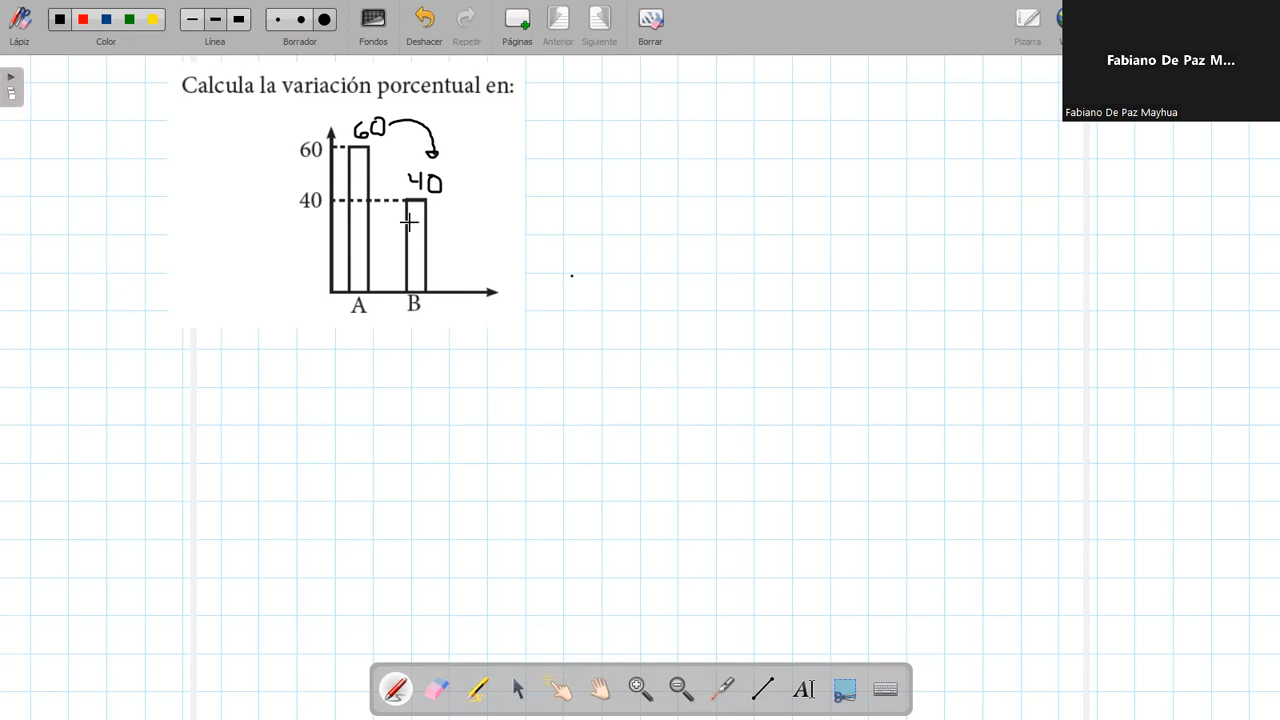 Lápiz
Color
Línea
Borrador
Fondos
Deshacer
Repetir
Páginas
Anterior
Siguiente
Borrar
Pizarra
Fabiano De Paz M...
Fabiano De Paz Mayhua
Calcula la variación porcentual en:
60
60
40
40
A
B
AI